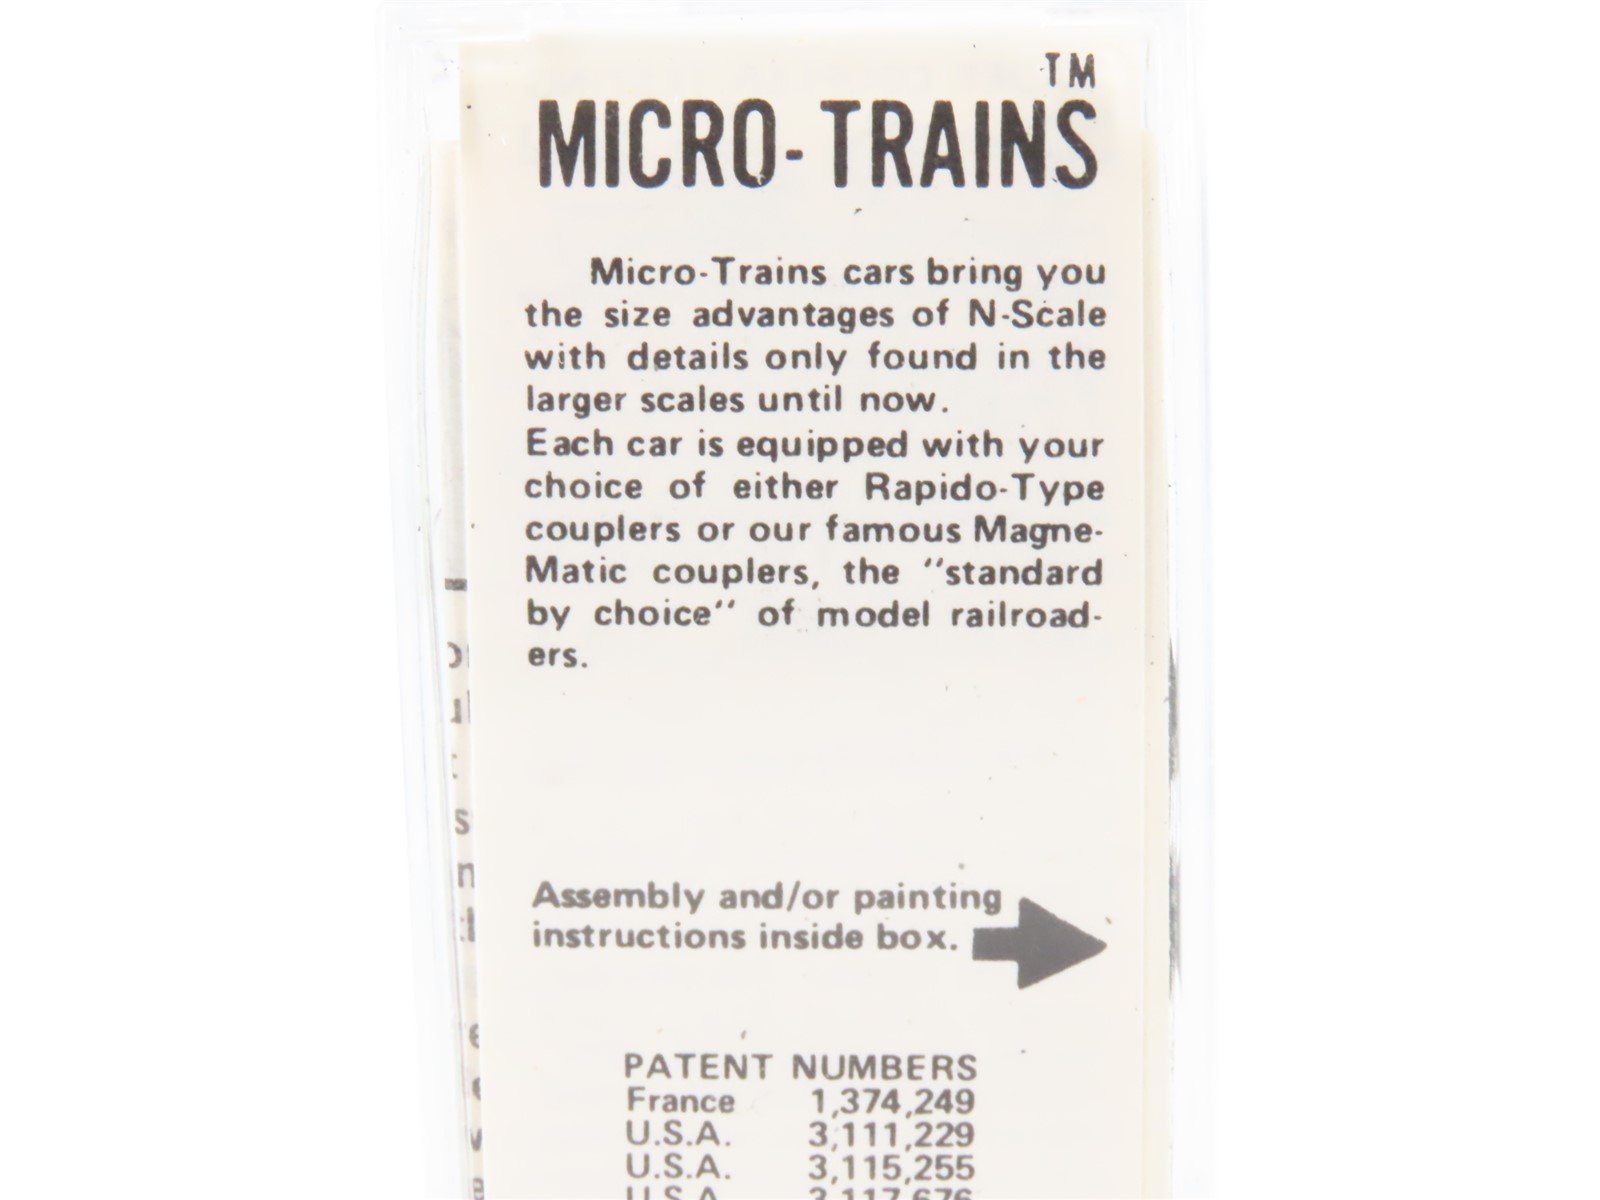 TM
MICRO-TRAINS
Micro-Trains cars bring you
the size advantages of N-Scale
with details only found in the
larger scales until now.
Each car is equipped with your
choice of either Rapido-Type
couplers or our famous Magne-
Matic couplers, the "standard
by choice" of model railroad-
ers.
Assembly and/or painting
instructions inside box.
PATENT NUMBERS
France 1,374,249
U.S.A. 3,111,229
U.S.A. 3,115,255
U.S.A. 3,117,676